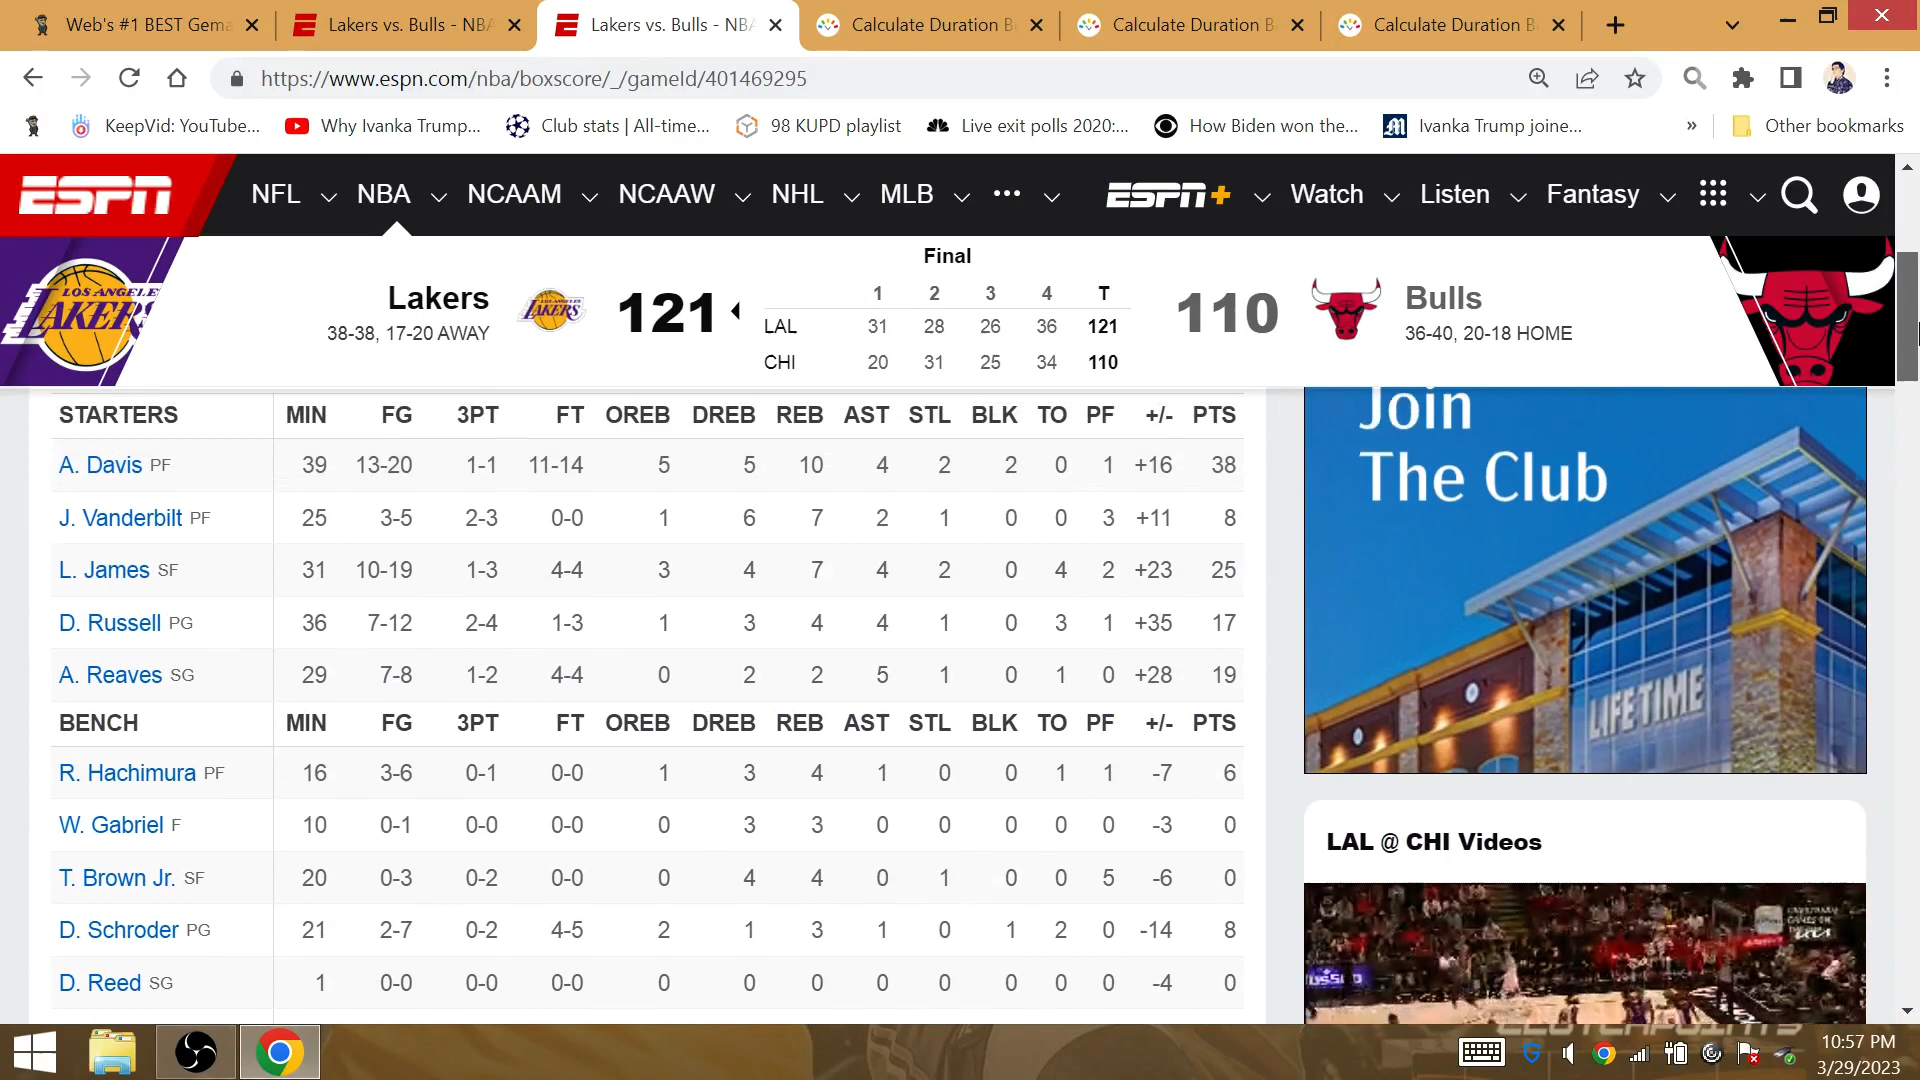 Web's #1 BEST Gema
Lakers vs. Bulls - NBA
Lakers vs. Bulls - NBA
Calculate Duration B
Calculate Duration B
Calculate Duration B
https://www.espn.com/nba/boxscore/_/gameId/401469295
KeepVid: YouTube...
Why Ivanka Trump...
Club stats | All-time...
98 KUPD playlist
Live exit polls 2020:...
How Biden won the...
Ivanka Trump joine...
»
Other bookmarks
ESPN NFL NBA NCAAM NCAAW NHL MLB ••• ESPN+ Watch Listen Fantasy
Final
LOS ANGELES
LAKERS
Lakers
38-38, 17-20 AWAY
LAKERS
121
1 2 3 4 T
LAL 31 28 26 36 121
CHI 20 31 25 34 110
110
Bulls
36-40, 20-18 HOME
STARTERS MIN FG 3PT FT OREB DREB REB AST STL BLK TO PF +/- PTS
A. Davis PF 39 13-20 1-1 11-14 5 5 10 4 2 2 0 1 +16 38
J. Vanderbilt PF 25 3-5 2-3 0-0 1 6 7 2 1 0 0 3 +11 8
L. James SF 31 10-19 1-3 4-4 3 4 7 4 2 0 4 2 +23 25
D. Russell PG 36 7-12 2-4 1-3 1 3 4 4 1 0 3 1 +35 17
A. Reaves SG 29 7-8 1-2 4-4 0 2 2 5 1 0 1 0 +28 19
BENCH MIN FG 3PT FT OREB DREB REB AST STL BLK TO PF +/- PTS
R. Hachimura PF 16 3-6 0-1 0-0 1 3 4 1 0 0 1 1 -7 6
W. Gabriel F 10 0-1 0-0 0-0 0 3 3 0 0 0 0 0 -3 0
T. Brown Jr. SF 20 0-3 0-2 0-0 0 4 4 0 1 0 0 5 -6 0
D. Schroder PG 21 2-7 0-2 4-5 2 1 3 1 0 1 2 0 -14 8
D. Reed SG 1 0-0 0-0 0-0 0 0 0 0 0 0 0 0 -4 0
Join
The Club
LIFE TIME
LAL @ CHI Videos
CLUTCHPOINTS
10:57 PM
3/29/2023